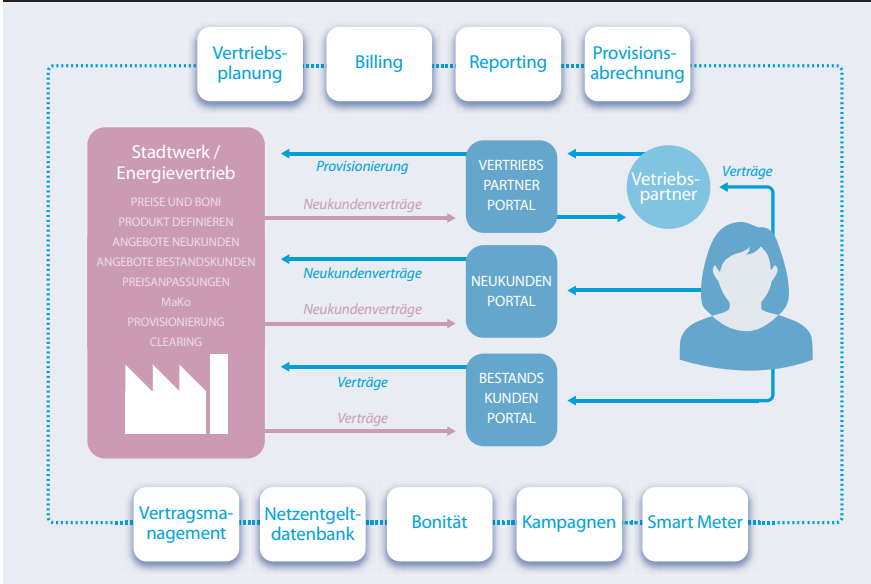 Vertriebs-
planung
Billing
Reporting
Provisions-
abrechnung
Stadtwerk /
Energievertrieb
PREISE UND BONI
PRODUKT DEFINIEREN
ANGEBOTE NEUKUNDEN
ANGEBOTE BESTANDSKUNDEN
PREISANPASSUNGEN
MaKo
PROVISIONIERUNG
CLEARING
Provisionierung
Neukundenverträge
Neukundenverträge
Neukundenverträge
Verträge
Verträge
VERTRIEBS
PARTNER
PORTAL
NEUKUNDEN
PORTAL
BESTANDS
KUNDEN
PORTAL
Vetriebs-
partner
Verträge
Vertragsma-
nagement
Netzentgelt-
datenbank
Bonität
Kampagnen
Smart Meter